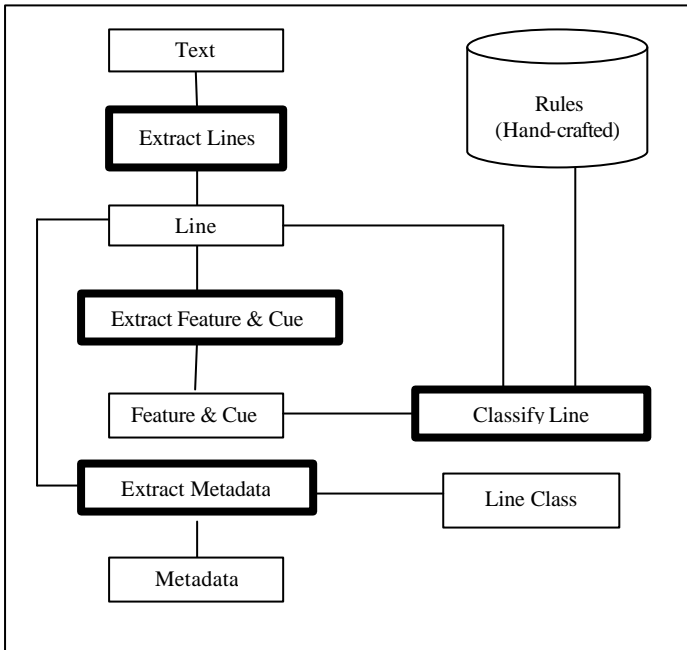 Text
Rules
(Hand-crafted)
Extract Lines
Line
Extract Feature & Cue
Feature & Cue
Classify Line
Extract Metadata
Line Class
Metadata